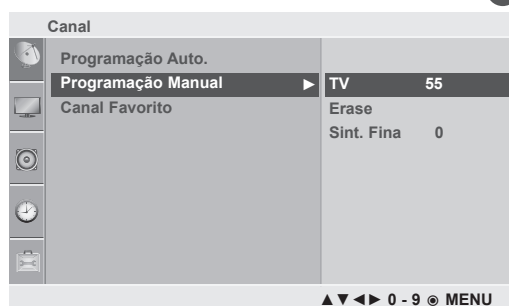 Canal
Programação Auto.
Programação Manual ► TV 55
Canal Favorito Erase
Sint. Fina 0
▲▼◄► 0 - 9 ◉ MENU